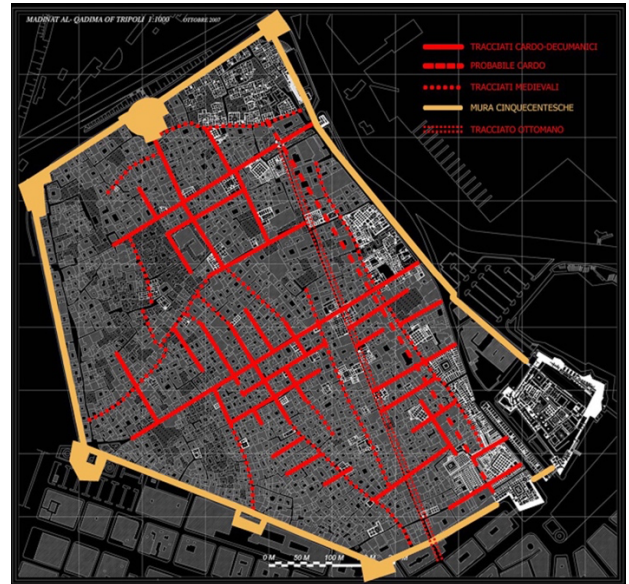 MADINAT AL- QADIMA OF TRIPOLI 1:1000 OTTOBRE 2007
TRACCIATI CARDO-DECUMANICI
PROBABILE CARDO
TRACCIATI MEDIEVALI
MURA CINQUECENTESCHE
TRACCIATO OTTOMANO
0 M 50 M 100 M